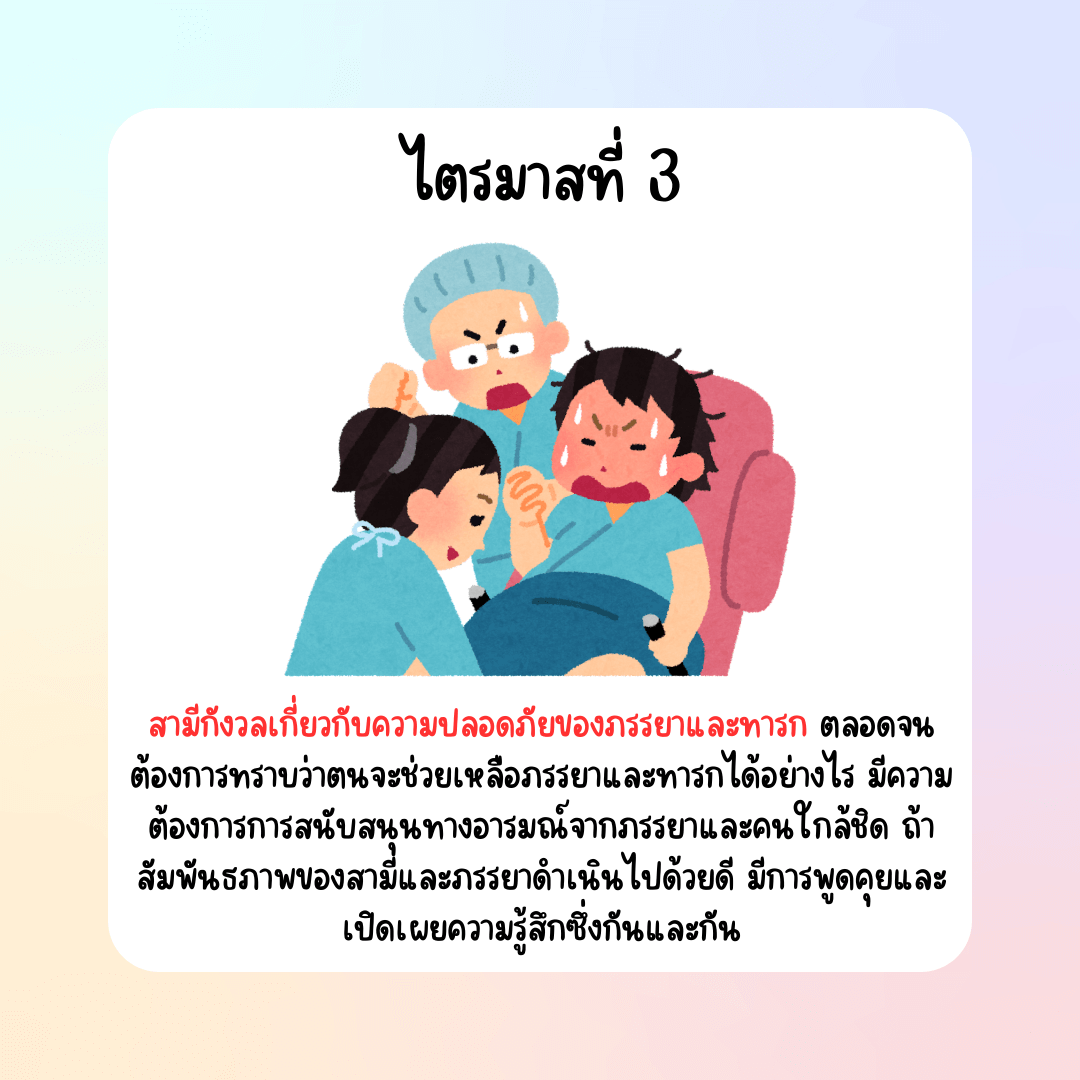 ไตรมาสที่ 3
สามีกังวลเกี่ยวกับความปลอดภัยของภรรยาและทารก ตลอดจน
ต้องการทราบว่าตนจะช่วยเหลือภรรยาและทารกได้อย่างไร มีความ
ต้องการการสนับสนุนทางอารมณ์จากภรรยาและคนใกล้ชิด ถ้า
สัมพันธภาพของสามีและภรรยาดำเนินไปด้วยดี มีการพูดคุยและ
เปิดเผยความรู้สึกซึ่งกันและกัน